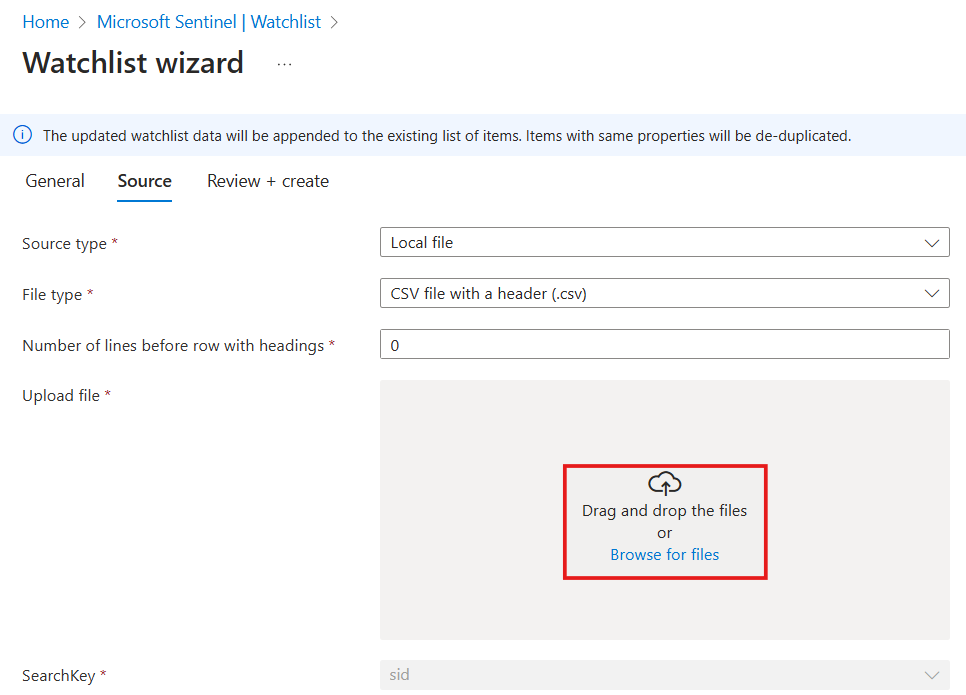 Home > Microsoft Sentinel | Watchlist >
Watchlist wizard ...
The updated watchlist data will be appended to the existing list of items. Items with same properties will be de-duplicated.
General Source Review + create
Source type * Local file
File type * CSV file with a header (.csv)
Number of lines before row with headings * 0
Upload file *
Drag and drop the files
or
Browse for files
SearchKey * sid